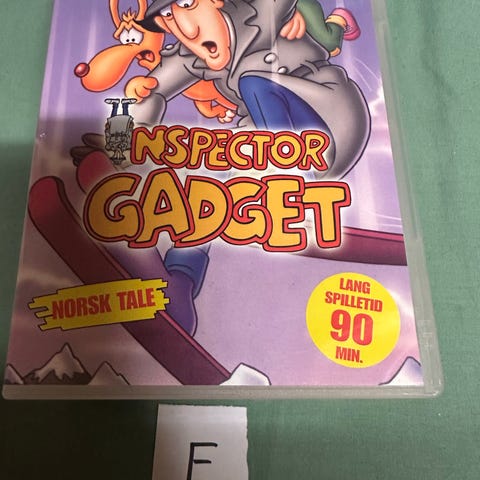 INSPECTOR
GADGET
NORSK TALE
LANG
SPILLETID
90
MIN.